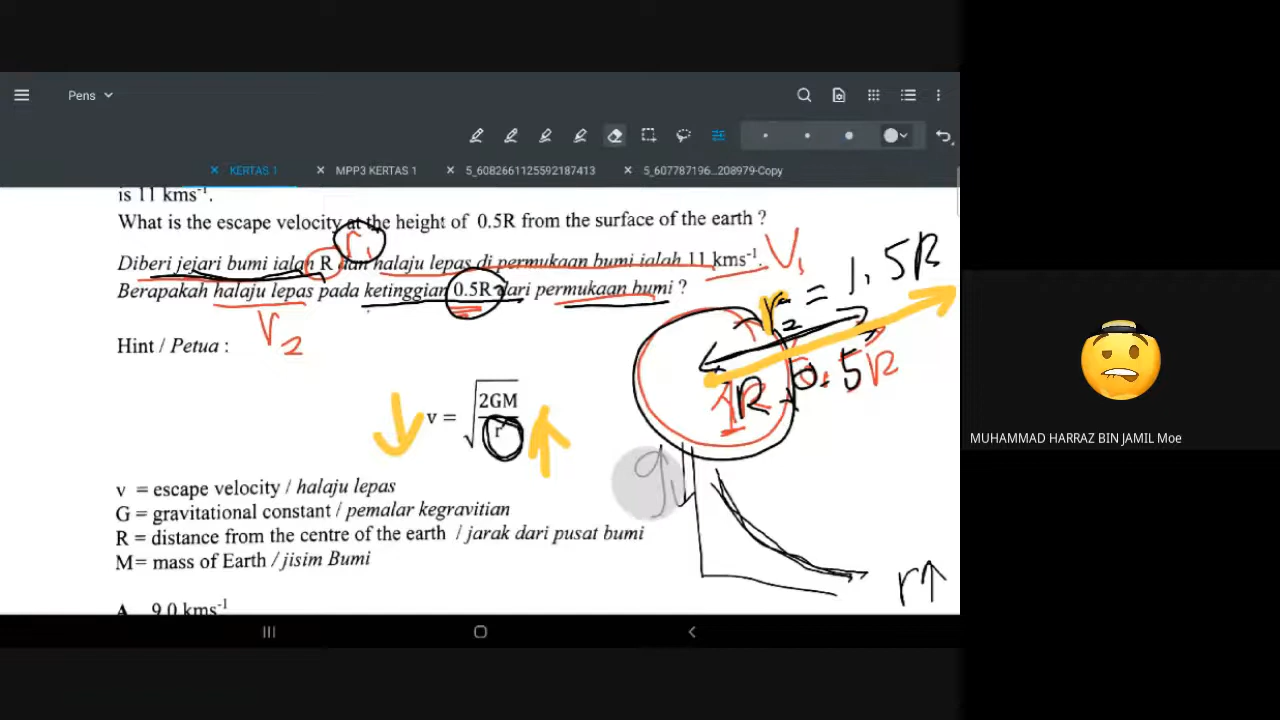 Pens
KERTAS 1
MPP3 KERTAS 1
5_6082661125592187413
5_607787196...208979-Copy
is 11 kms⁻¹.
What is the escape velocity at the height of 0.5R from the surface of the earth ?
r₁
Diberi jejari bumi ialah R dan halaju lepas di permukaan bumi ialah 11 kms⁻¹.
V₁
Berapakah halaju lepas pada ketinggian 0.5R dari permukaan bumi ?
V₂
r₂ = 1.5R
R
0.5R
Hint / Petua :
v = √(2GM/r)
g
v = escape velocity / halaju lepas
G = gravitational constant / pemalar kegravitian
R = distance from the centre of the earth / jarak dari pusat bumi
M= mass of Earth / jisim Bumi
r↑
A 9.0 kms⁻¹
MUHAMMAD HARRAZ BIN JAMIL Moe